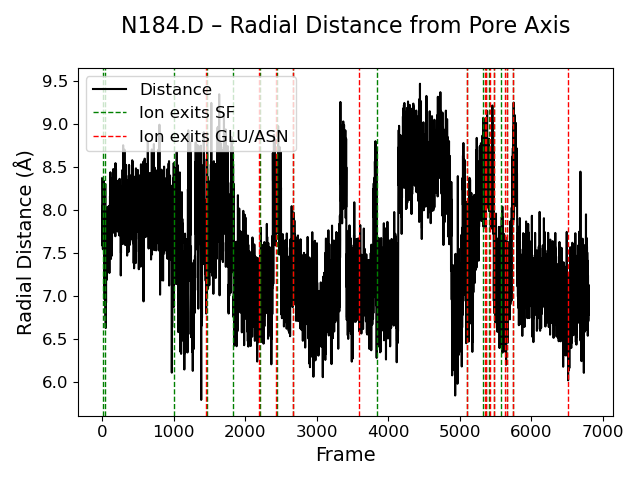 N184.D – Radial Distance from Pore Axis
Distance
Ion exits SF
Ion exits GLU/ASN
Radial Distance (Å)
9.5
9.0
8.5
8.0
7.5
7.0
6.5
6.0
0 1000 2000 3000 4000 5000 6000 7000
Frame